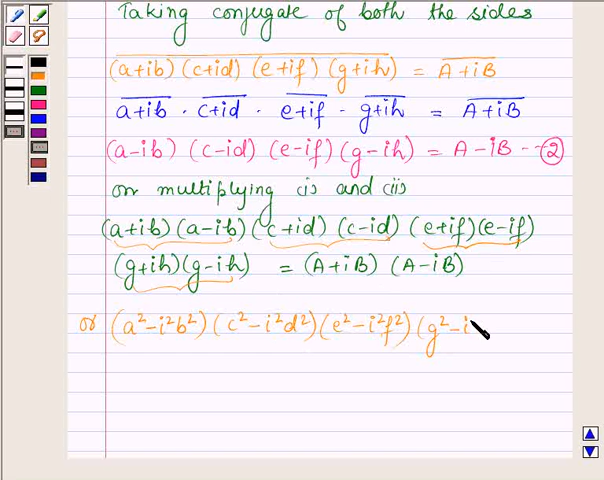 Taking conjugate of both the sides
(a+ib) (c+id) (e+if) (g+ih) = A+iB
a+ib · c+id · e+if - g+ih = A+iB
(a-ib) (c-id) (e-if) (g-ih) = A-iB -- ②
on multiplying (i) and (ii)
(a+ib) (a-ib) (c+id) (c-id) (e+if)(e-if)
(g+ih)(g-ih) = (A+iB) (A-iB)
or (a²-i²b²) (c²-i²d²) (e²-i²f²) (g²-i